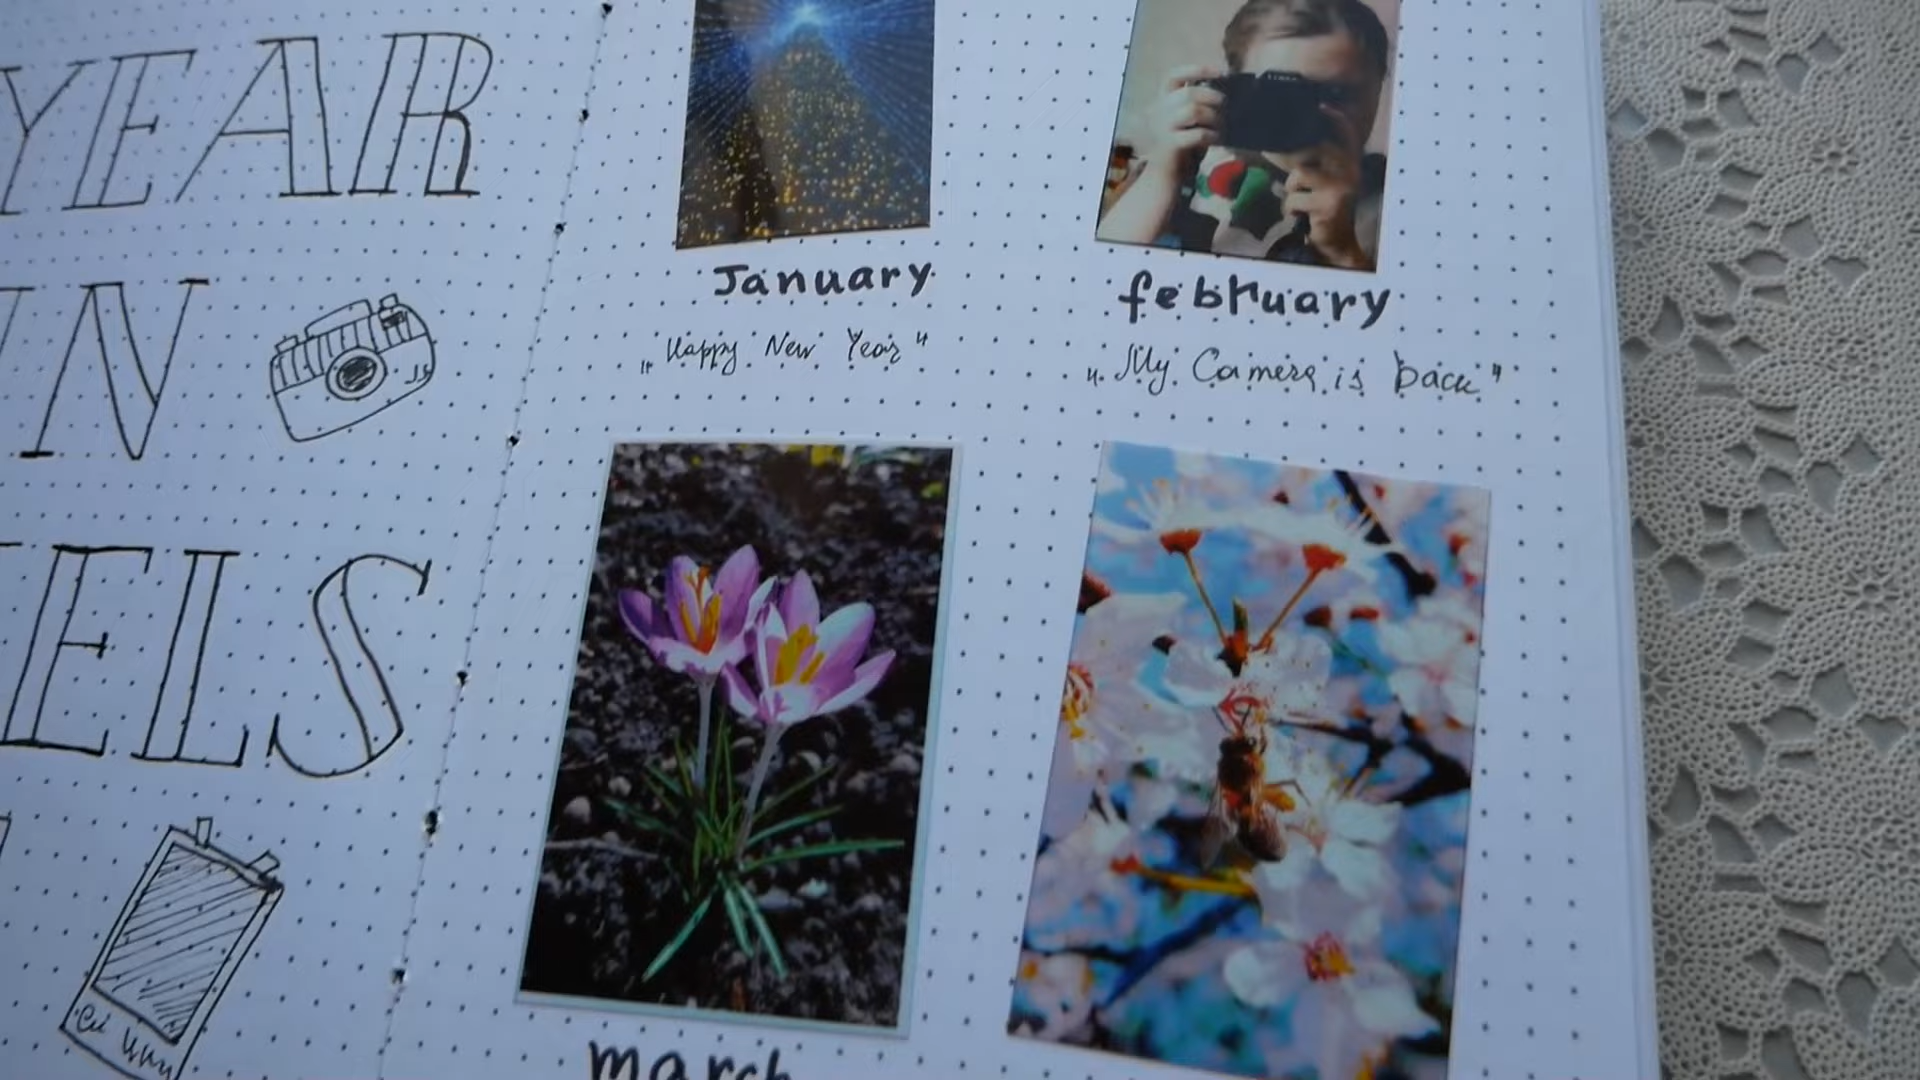 YEAR
IN
ELS
January
february
„Happy New Year"
„My Camera is back"
march